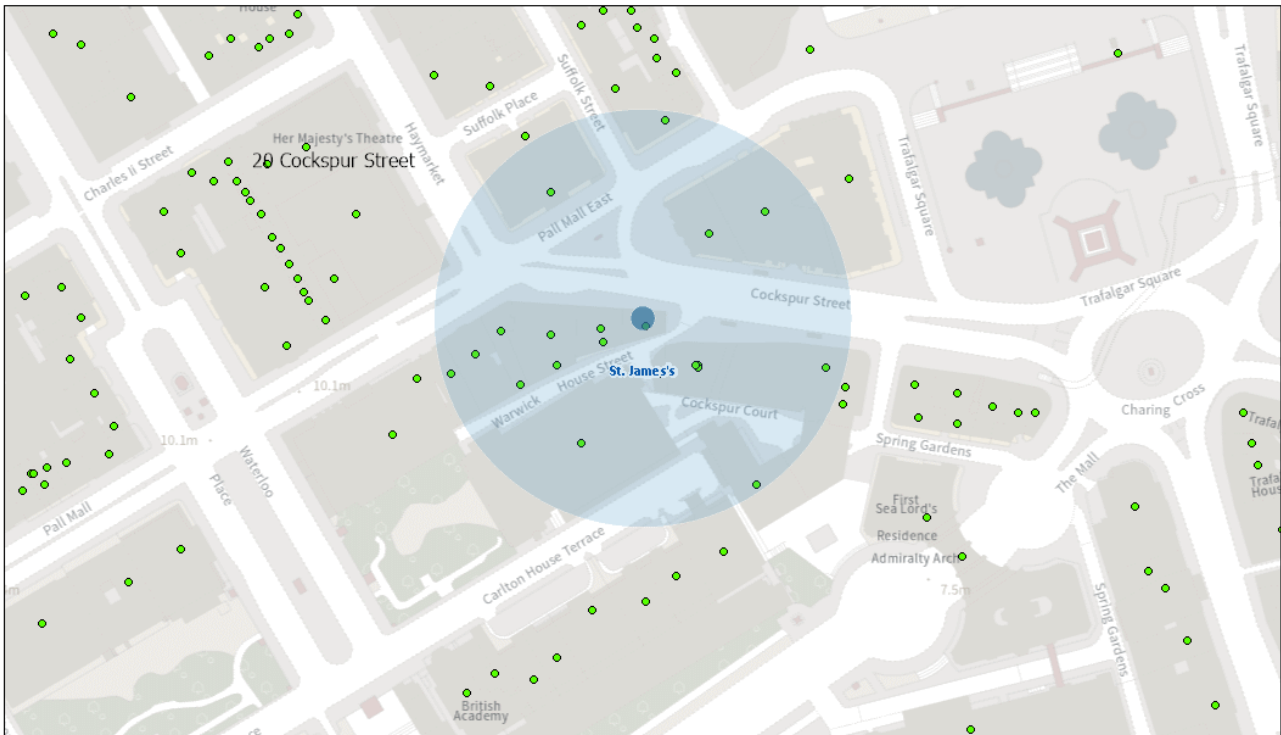 House
Suffolk Street
Suffolk Place
Trafalgar Square
Haymarket
Her Majesty's Theatre
20 Cockspur Street
Charles II Street
Trafalgar Square
Pall Mall East
Trafalgar Square
Cockspur Street
House Street
St. James's
10.1m
Warwick
Cockspur Court
Charing Cross
10.1m
Spring Gardens
The Mall
Waterloo
Place
Pall Mall
First
Sea Lord's
Residence
Admiralty Arch
House
Carlton House Terrace
7.5m
Spring Gardens
British
Academy